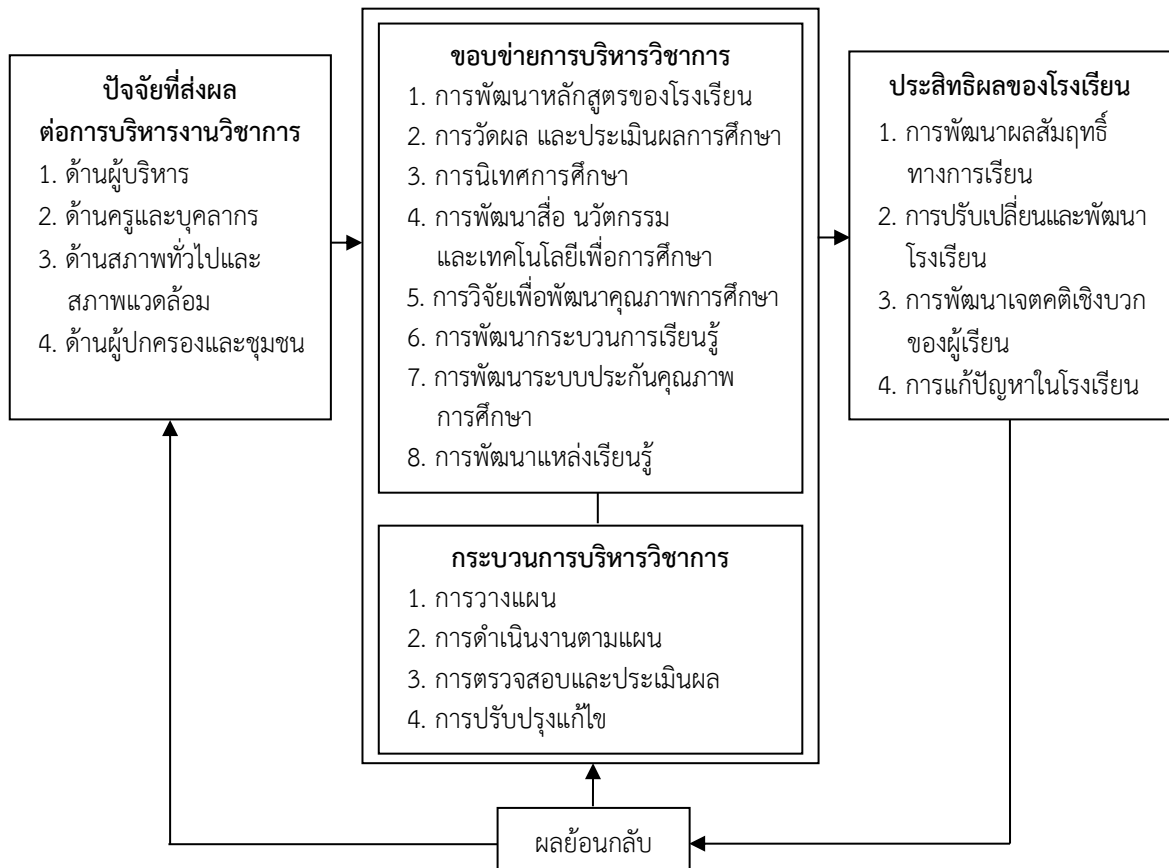 ปัจจัยที่ส่งผล
ต่อการบริหารงานวิชาการ
1. ด้านผู้บริหาร
2. ด้านครูและบุคลากร
3. ด้านสภาพทั่วไปและ
สภาพแวดล้อม
4. ด้านผู้ปกครองและชุมชน
ขอบข่ายการบริหารวิชาการ
1. การพัฒนาหลักสูตรของโรงเรียน
2. การวัดผล และประเมินผลการศึกษา
3. การนิเทศการศึกษา
4. การพัฒนาสื่อ นวัตกรรม
และเทคโนโลยีเพื่อการศึกษา
5. การวิจัยเพื่อพัฒนาคุณภาพการศึกษา
6. การพัฒนากระบวนการเรียนรู้
7. การพัฒนาระบบประกันคุณภาพ
การศึกษา
8. การพัฒนาแหล่งเรียนรู้
กระบวนการบริหารวิชาการ
1. การวางแผน
2. การดำเนินงานตามแผน
3. การตรวจสอบและประเมินผล
4. การปรับปรุงแก้ไข
ประสิทธิผลของโรงเรียน
1. การพัฒนาผลสัมฤทธิ์
ทางการเรียน
2. การปรับเปลี่ยนและพัฒนา
โรงเรียน
3. การพัฒนาเจตคติเชิงบวก
ของผู้เรียน
4. การแก้ปัญหาในโรงเรียน
ผลย้อนกลับ